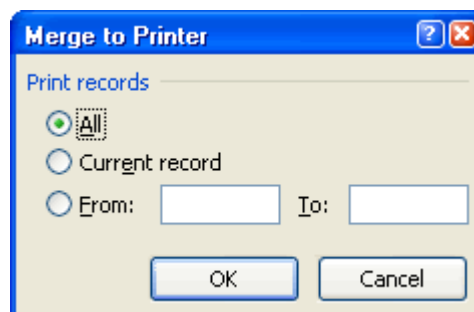 Merge to Printer
Print records
All
Current record
From: To:
OK Cancel